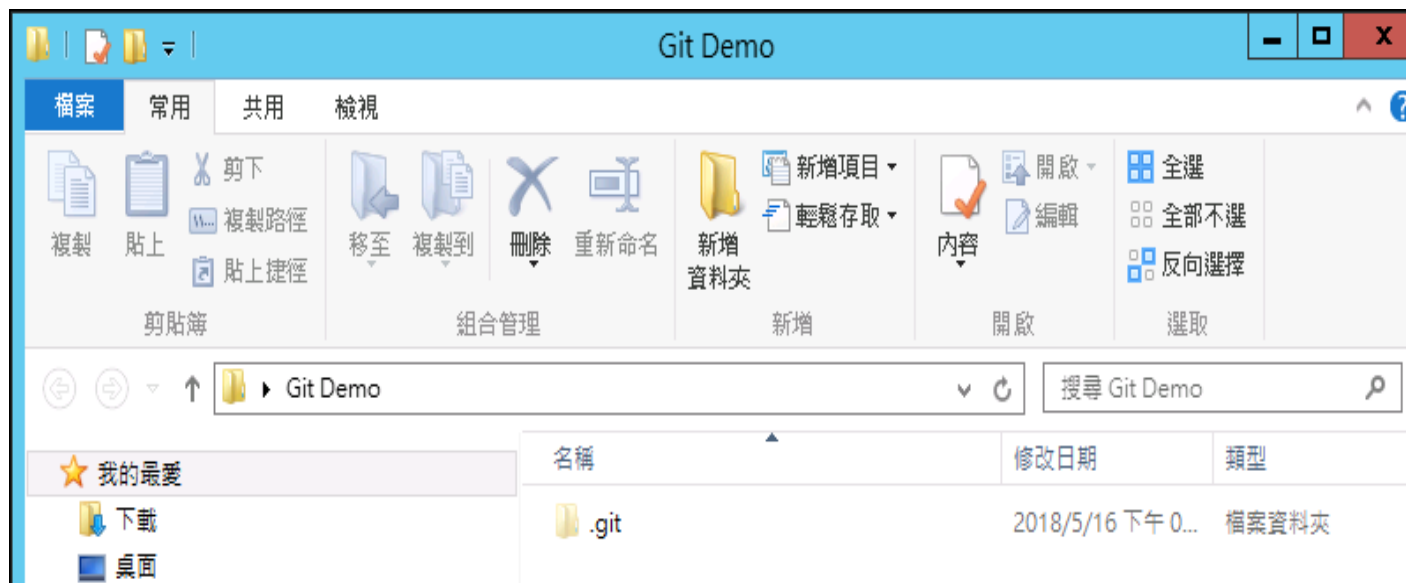 Git Demo
檔案 常用 共用 檢視
複製 貼上 剪下 複製路徑 貼上捷徑
剪貼簿
移至 複製到 刪除 重新命名
組合管理
新增資料夾 新增項目 輕鬆存取
新增
內容 開啟 編輯
開啟
全選 全部不選 反向選擇
選取
Git Demo 搜尋 Git Demo
我的最愛
下載
桌面
名稱 修改日期 類型
.git 2018/5/16 下午 0... 檔案資料夾